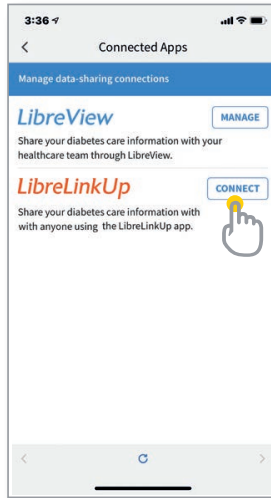 3:36
Connected Apps
Manage data-sharing connections
LibreView
MANAGE
Share your diabetes care information with your
healthcare team through LibreView.
LibreLinkUp
CONNECT
Share your diabetes care information with
with anyone using the LibreLinkUp app.